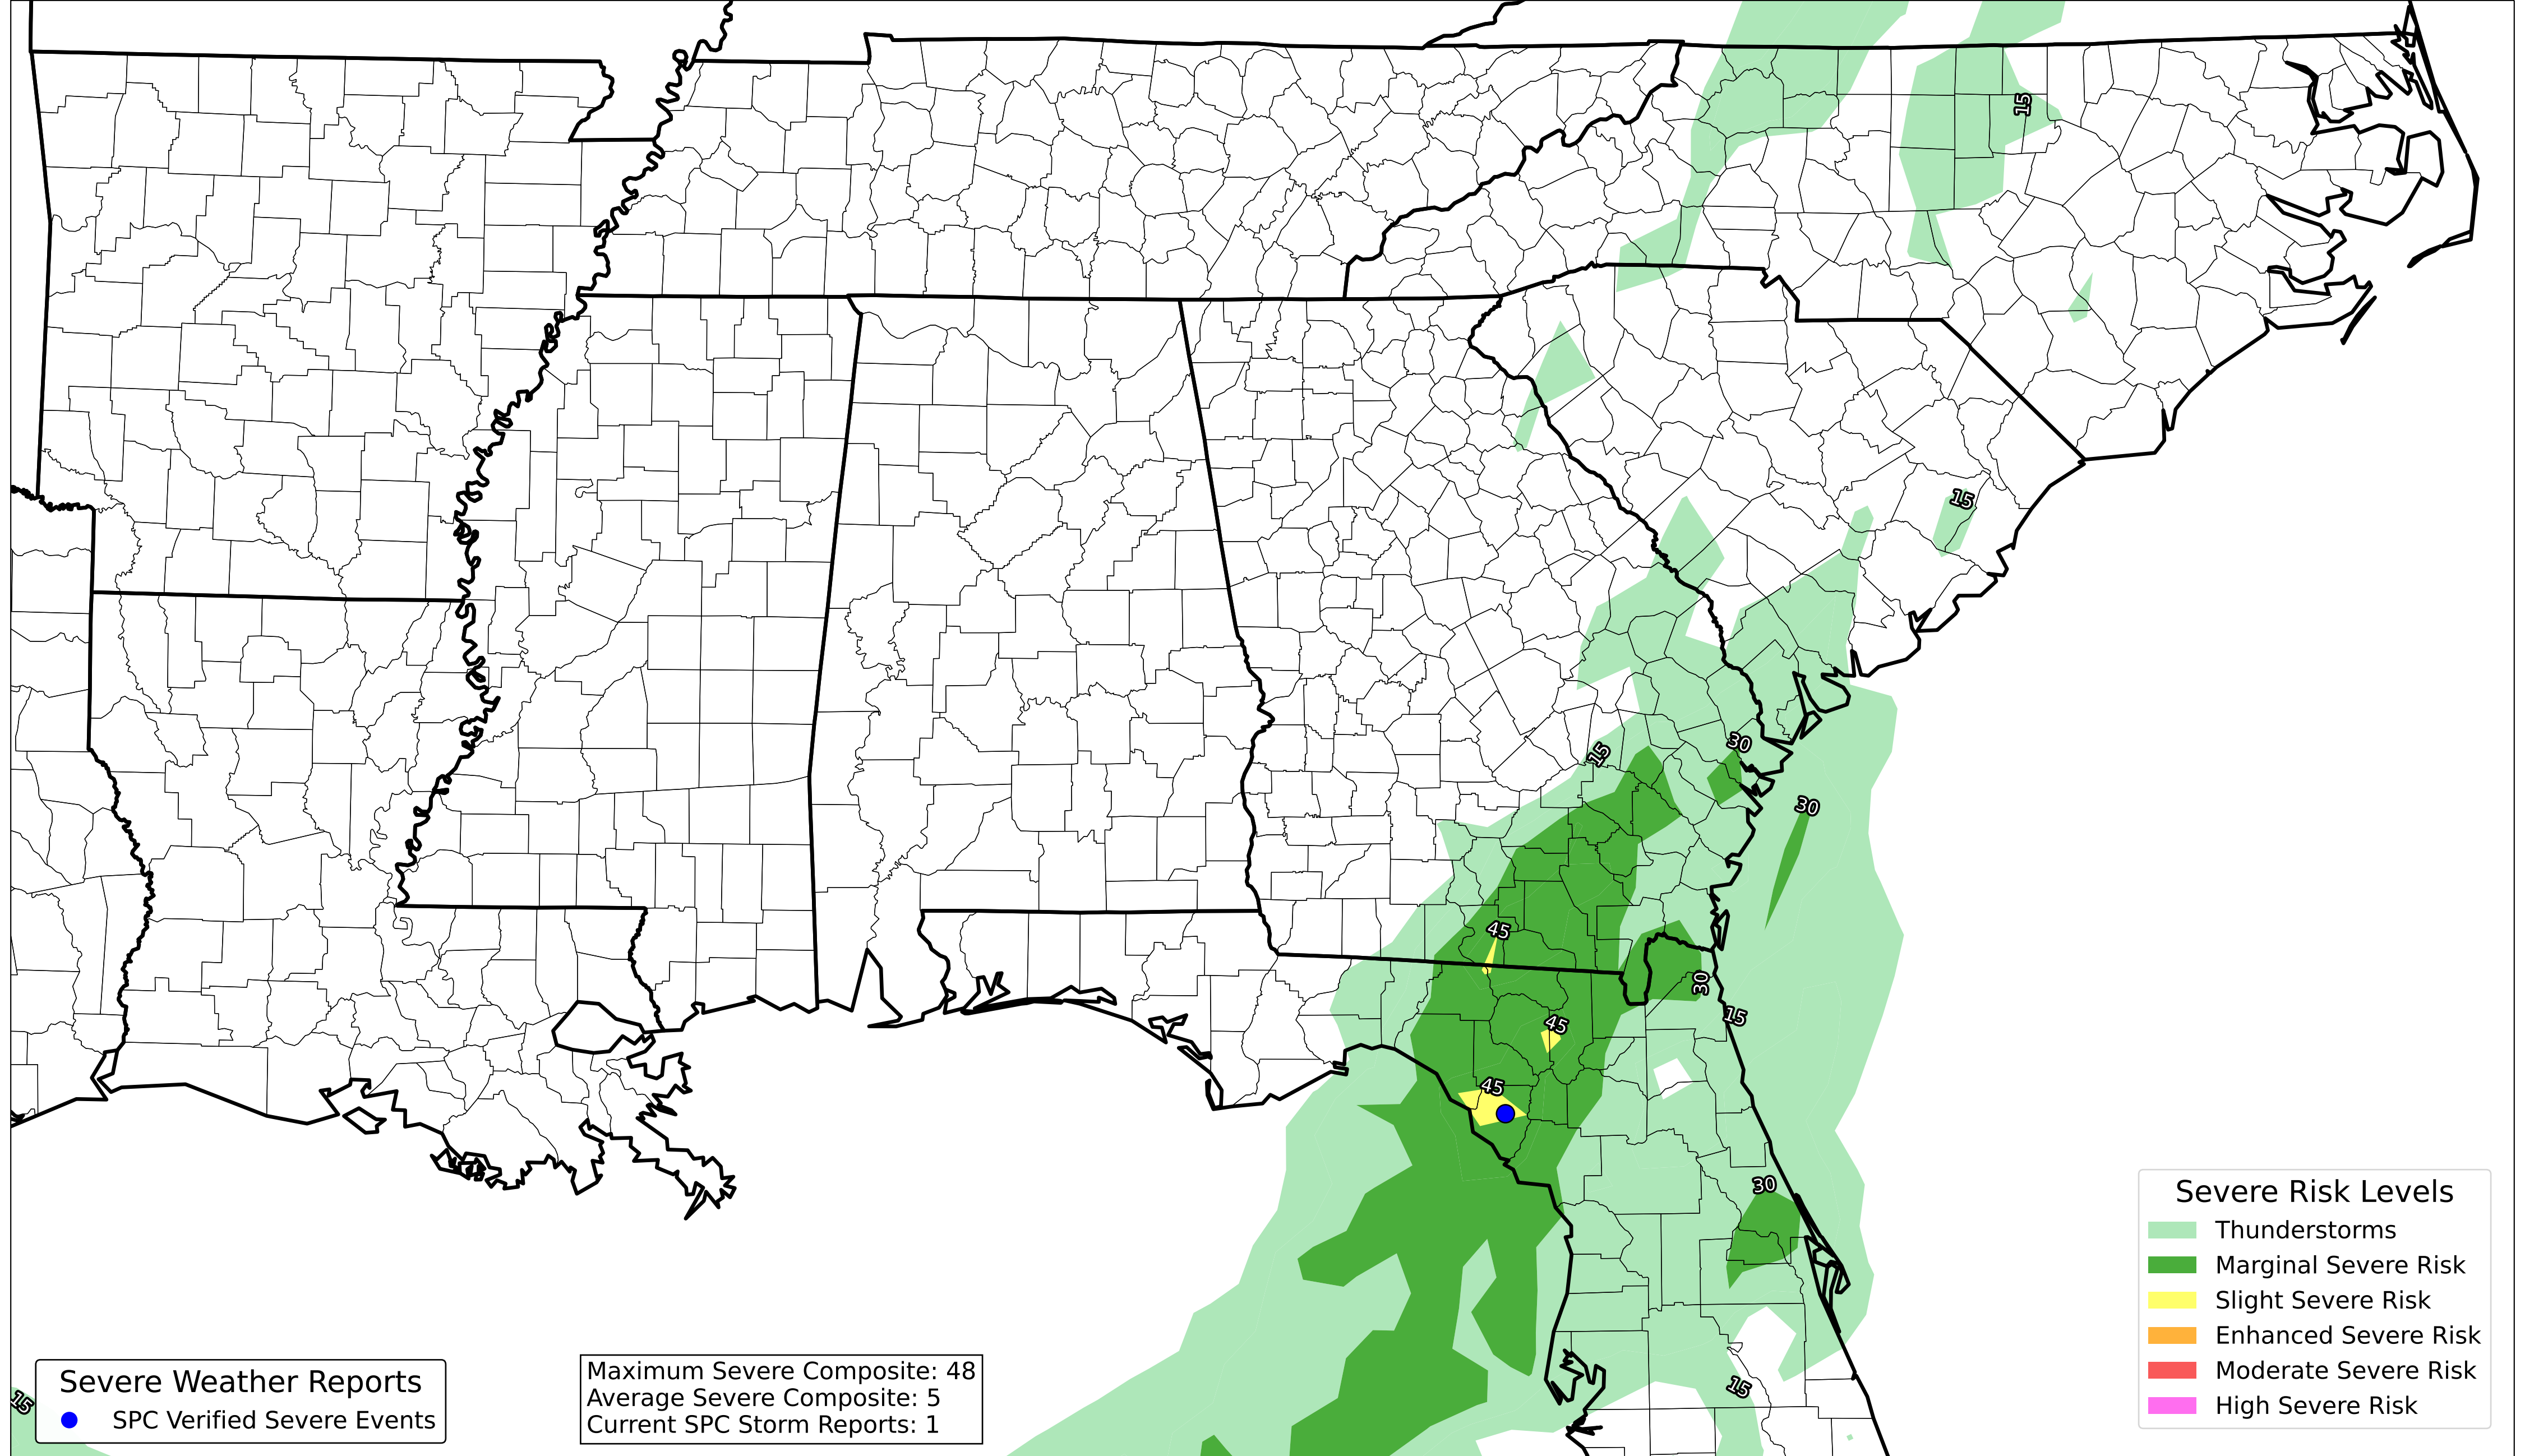 15
15
15
30
30
45
30
45
15
45
30
15
15
Severe Risk Levels
Thunderstorms
Marginal Severe Risk
Slight Severe Risk
Enhanced Severe Risk
Moderate Severe Risk
High Severe Risk
Severe Weather Reports
SPC Verified Severe Events
Maximum Severe Composite: 48
Average Severe Composite: 5
Current SPC Storm Reports: 1